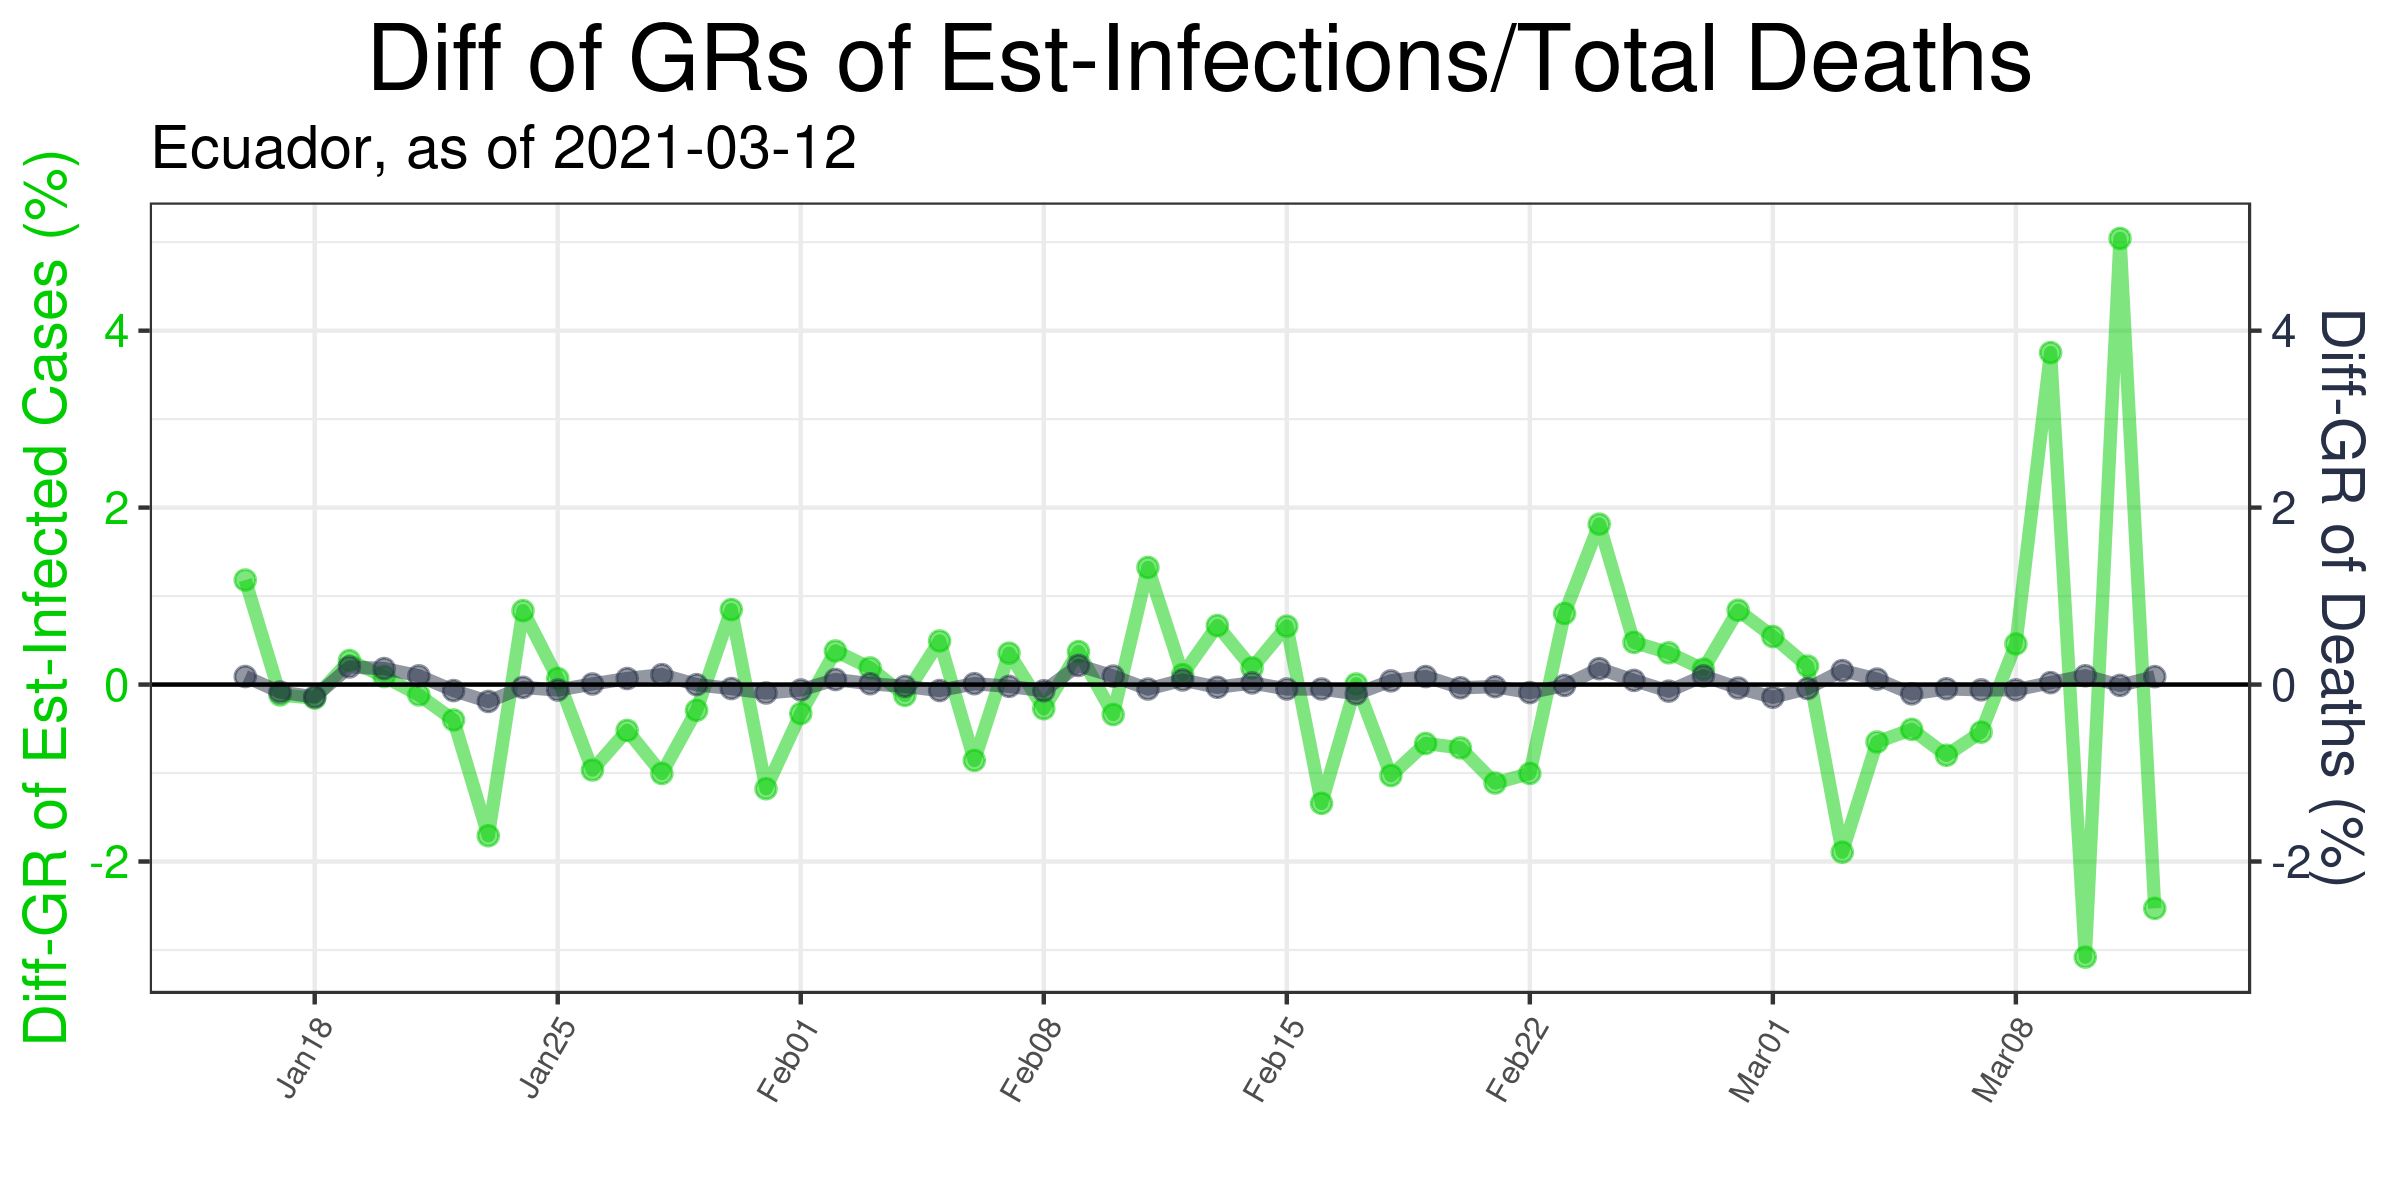 Diff of GRs of Est-Infections/Total Deaths
Ecuador, as of 2021-03-12
Diff-GR of Est-Infected Cases (%)
4
2
0
-2
4
2
0
-2
Diff-GR of Deaths (%)
Jan18
Jan25
Feb01
Feb08
Feb15
Feb22
Mar01
Mar08